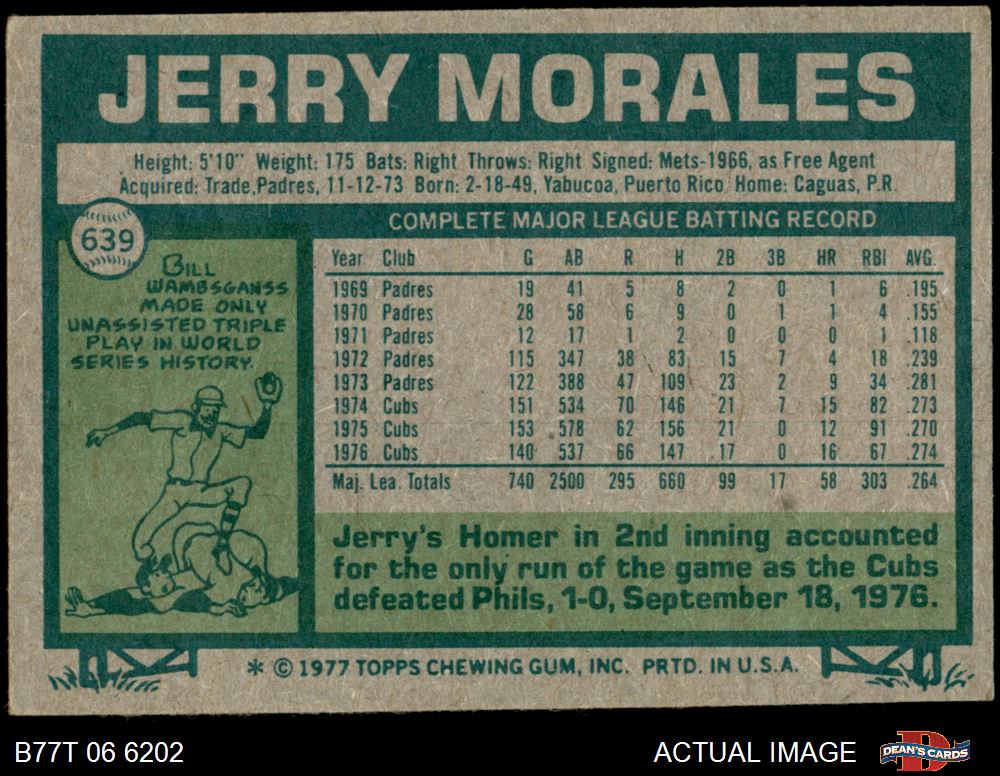 JERRY MORALES
Height: 5'10" Weight: 175 Bats: Right Throws: Right Signed: Mets-1966, as Free Agent
Acquired: Trade, Padres, 11-12-73 Born: 2-18-49, Yabucoa, Puerto Rico Home: Caguas, P.R.
639
BILL
WAMBSGANSS
MADE ONLY
UNASSISTED TRIPLE
PLAY IN WORLD
SERIES HISTORY.
COMPLETE MAJOR LEAGUE BATTING RECORD
Year Club G AB R H 2B 3B HR RBI AVG.
1969 Padres 19 41 5 8 2 0 1 6 .195
1970 Padres 28 58 6 9 0 1 1 4 .155
1971 Padres 12 17 1 2 0 0 0 1 .118
1972 Padres 115 347 38 83 15 7 4 18 .239
1973 Padres 122 388 47 109 23 2 9 34 .281
1974 Cubs 151 534 70 146 21 7 15 82 .273
1975 Cubs 153 578 62 156 21 0 12 91 .270
1976 Cubs 140 537 66 147 17 0 16 67 .274
Maj. Lea. Totals 740 2500 295 660 99 17 58 303 .264
Jerry's Homer in 2nd inning accounted
for the only run of the game as the Cubs
defeated Phils, 1-0, September 18, 1976.
* © 1977 TOPPS CHEWING GUM, INC. PRTD. IN U.S.A.
B77T 06 6202
ACTUAL IMAGE
D
DEAN'S CARDS